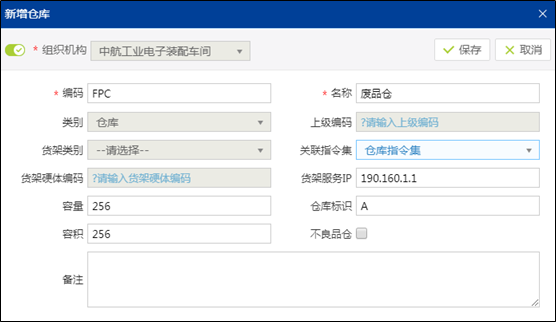 新增仓库
* 组织机构 中航工业电子装配车间 保存 取消
* 编码 FPC * 名称 废品仓
类别 仓库 上级编码 ?请输入上级编码
货架类别 --请选择-- 关联指令集 仓库指令集
货架硬体编码 ?请输入货架硬体编码 货架服务IP 190.160.1.1
容量 256 仓库标识 A
容积 256 不良品仓
备注